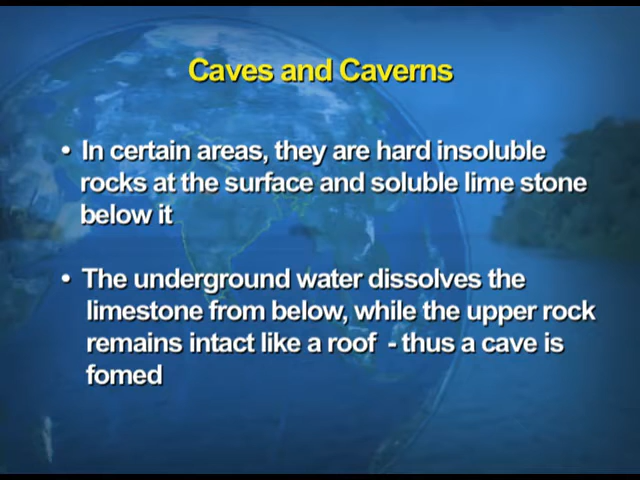 Caves and Caverns
• In certain areas, they are hard insoluble
rocks at the surface and soluble lime stone
below it
• The underground water dissolves the
limestone from below, while the upper rock
remains intact like a roof - thus a cave is
fomed